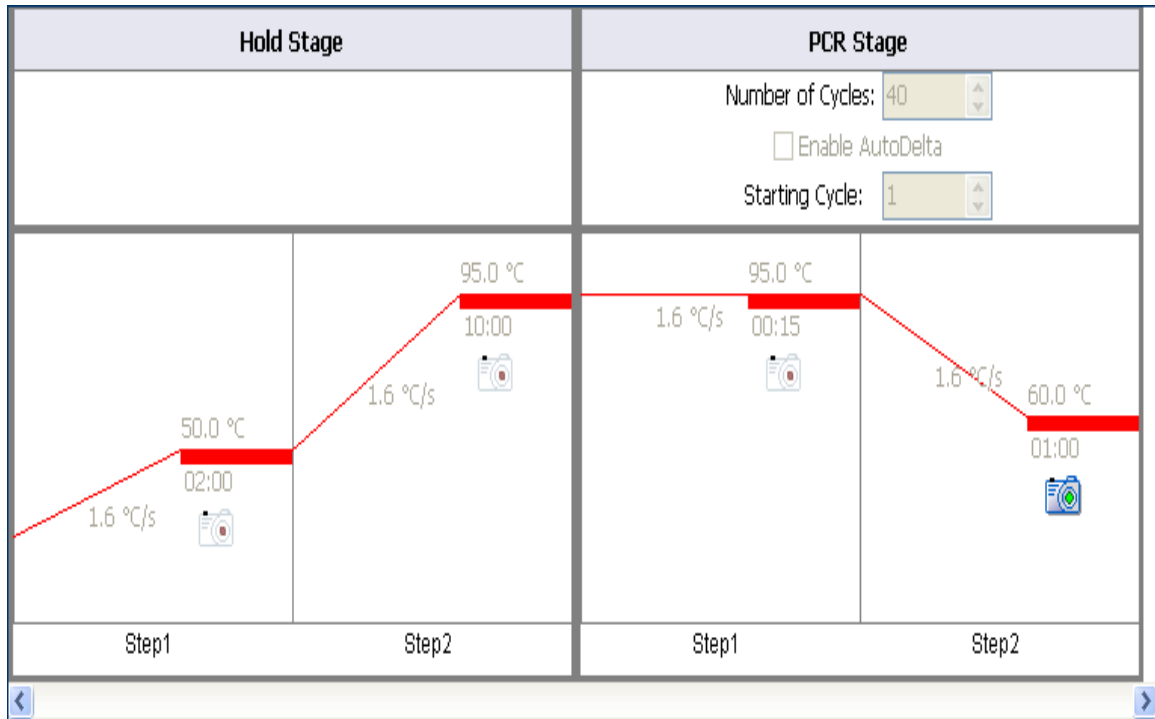 Hold Stage
PCR Stage
Number of Cycles: 40
Enable AutoDelta
Starting Cycle: 1
50.0 °C
02:00
1.6 °C/s
95.0 °C
10:00
1.6 °C/s
95.0 °C
1.6 °C/s
00:15
1.6 °C/s
60.0 °C
01:00
Step1
Step2
Step1
Step2